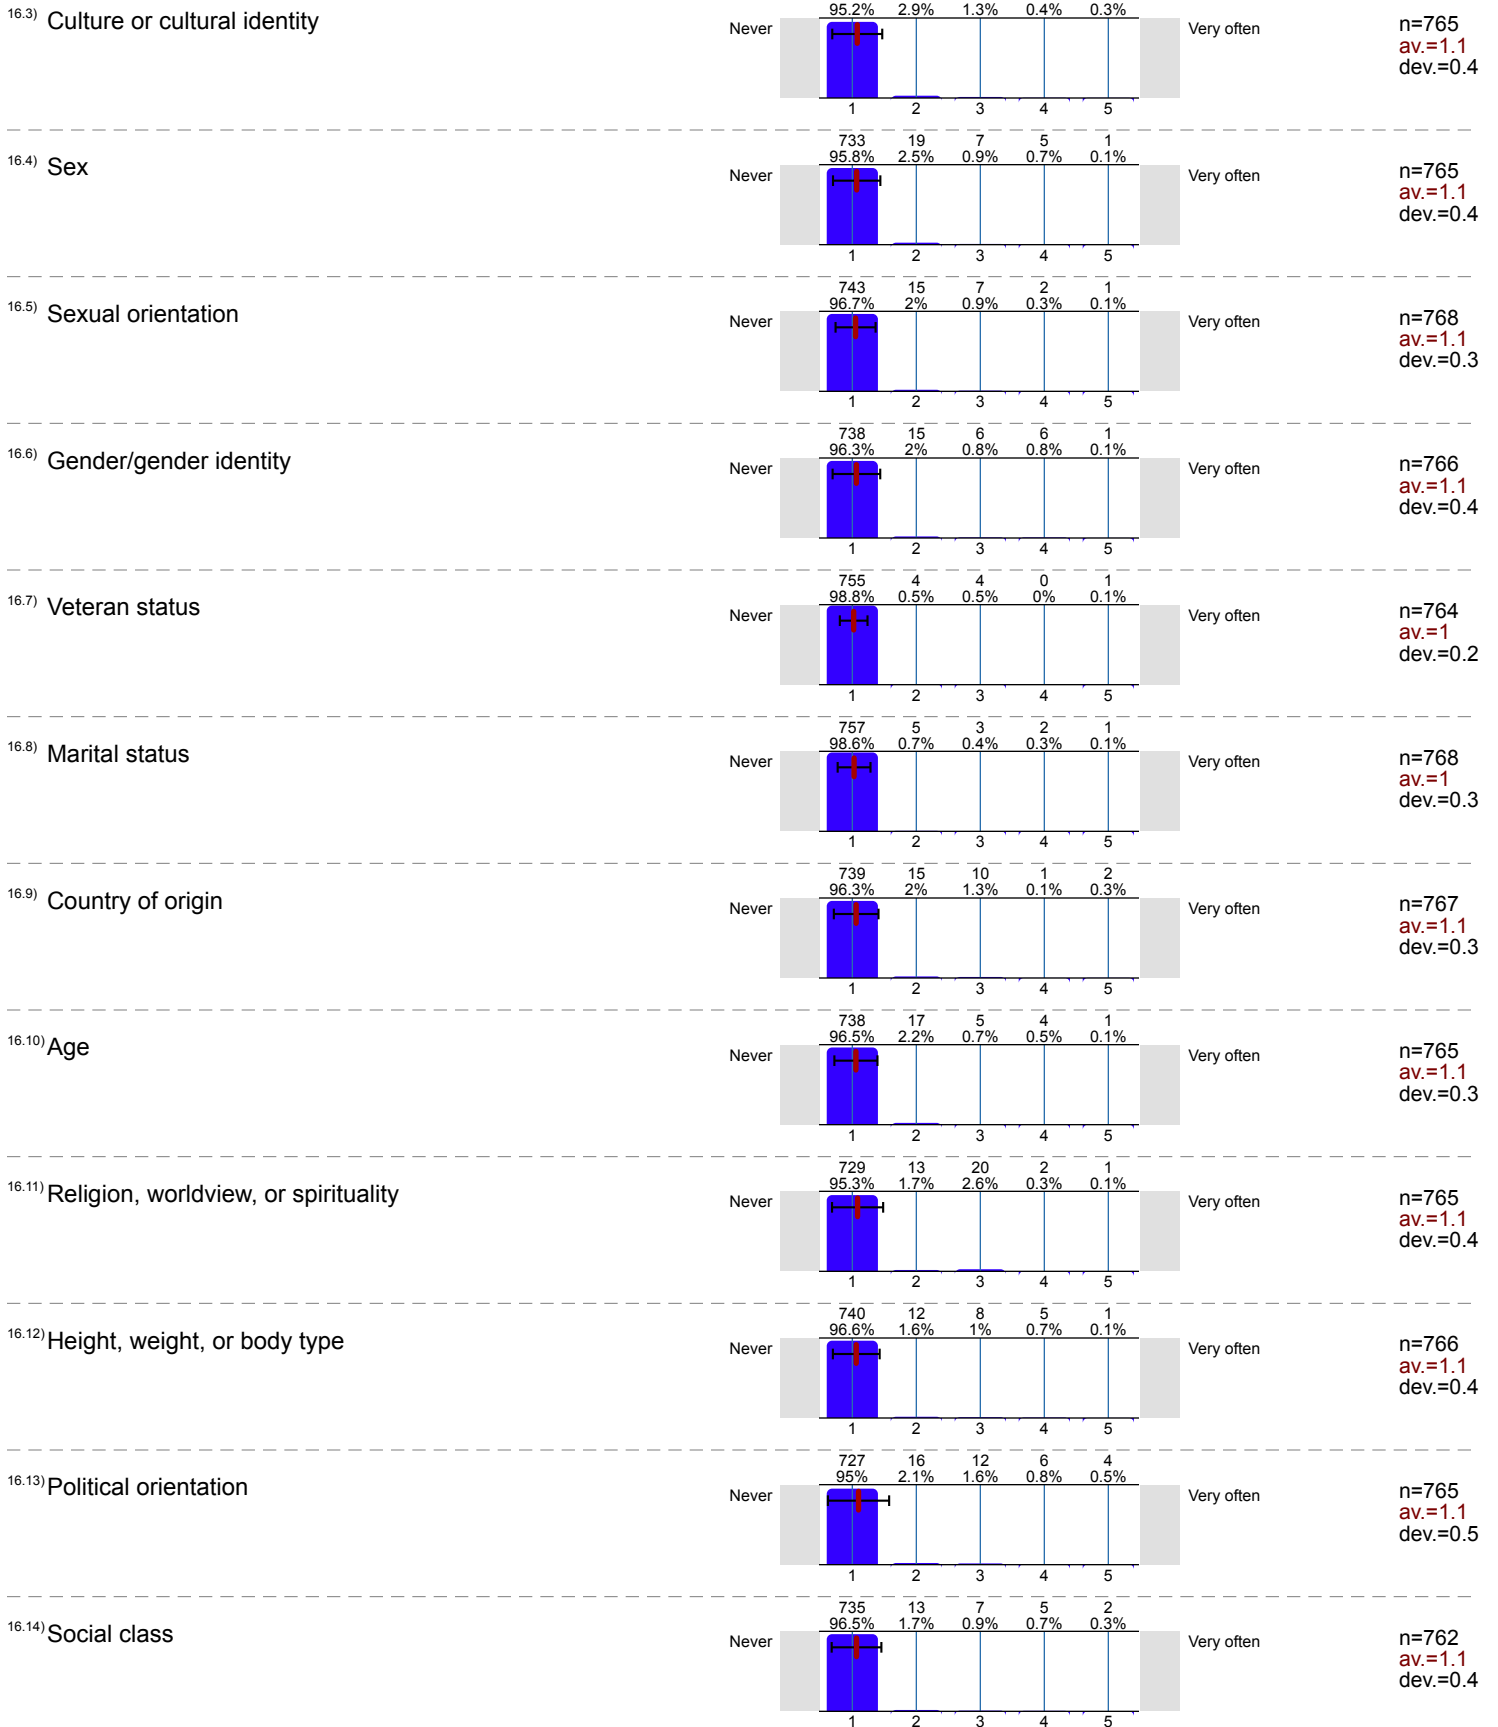 16.3) Culture or cultural identity
95.2% 2.9% 1.3% 0.4% 0.3%
Never Very often
n=765
av.=1.1
dev.=0.4
1 2 3 4 5
16.4) Sex
733 19 7 5 1
95.8% 2.5% 0.9% 0.7% 0.1%
Never Very often
n=765
av.=1.1
dev.=0.4
1 2 3 4 5
16.5) Sexual orientation
743 15 7 2 1
96.7% 2% 0.9% 0.3% 0.1%
Never Very often
n=768
av.=1.1
dev.=0.3
1 2 3 4 5
16.6) Gender/gender identity
738 15 6 6 1
96.3% 2% 0.8% 0.8% 0.1%
Never Very often
n=766
av.=1.1
dev.=0.4
1 2 3 4 5
16.7) Veteran status
755 4 4 0 1
98.8% 0.5% 0.5% 0% 0.1%
Never Very often
n=764
av.=1
dev.=0.2
1 2 3 4 5
16.8) Marital status
757 5 3 2 1
98.6% 0.7% 0.4% 0.3% 0.1%
Never Very often
n=768
av.=1
dev.=0.3
1 2 3 4 5
16.9) Country of origin
739 15 10 1 2
96.3% 2% 1.3% 0.1% 0.3%
Never Very often
n=767
av.=1.1
dev.=0.3
1 2 3 4 5
16.10) Age
738 17 5 4 1
96.5% 2.2% 0.7% 0.5% 0.1%
Never Very often
n=765
av.=1.1
dev.=0.3
1 2 3 4 5
16.11) Religion, worldview, or spirituality
729 13 20 2 1
95.3% 1.7% 2.6% 0.3% 0.1%
Never Very often
n=765
av.=1.1
dev.=0.4
1 2 3 4 5
16.12) Height, weight, or body type
740 12 8 5 1
96.6% 1.6% 1% 0.7% 0.1%
Never Very often
n=766
av.=1.1
dev.=0.4
1 2 3 4 5
16.13) Political orientation
727 16 12 6 4
95% 2.1% 1.6% 0.8% 0.5%
Never Very often
n=765
av.=1.1
dev.=0.5
1 2 3 4 5
16.14) Social class
735 13 7 5 2
96.5% 1.7% 0.9% 0.7% 0.3%
Never Very often
n=762
av.=1.1
dev.=0.4
1 2 3 4 5